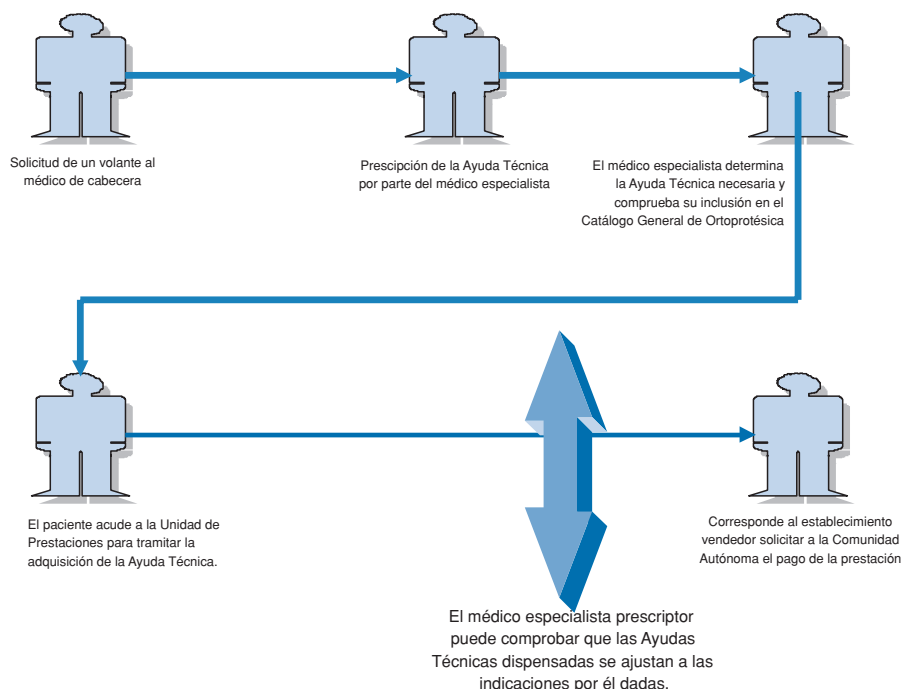 Solicitud de un volante al
médico de cabecera
Prescipción de la Ayuda Técnica
por parte del médico especialista
El médico especialista determina
la Ayuda Técnica necesaria y
comprueba su inclusión en el
Catálogo General de Ortoprotésica
El paciente acude a la Unidad de
Prestaciones para tramitar la
adquisición de la Ayuda Técnica.
Corresponde al establecimiento
vendedor solicitar a la Comunidad
Autónoma el pago de la prestación
El médico especialista prescriptor
puede comprobar que las Ayudas
Técnicas dispensadas se ajustan a las
indicaciones por él dadas.